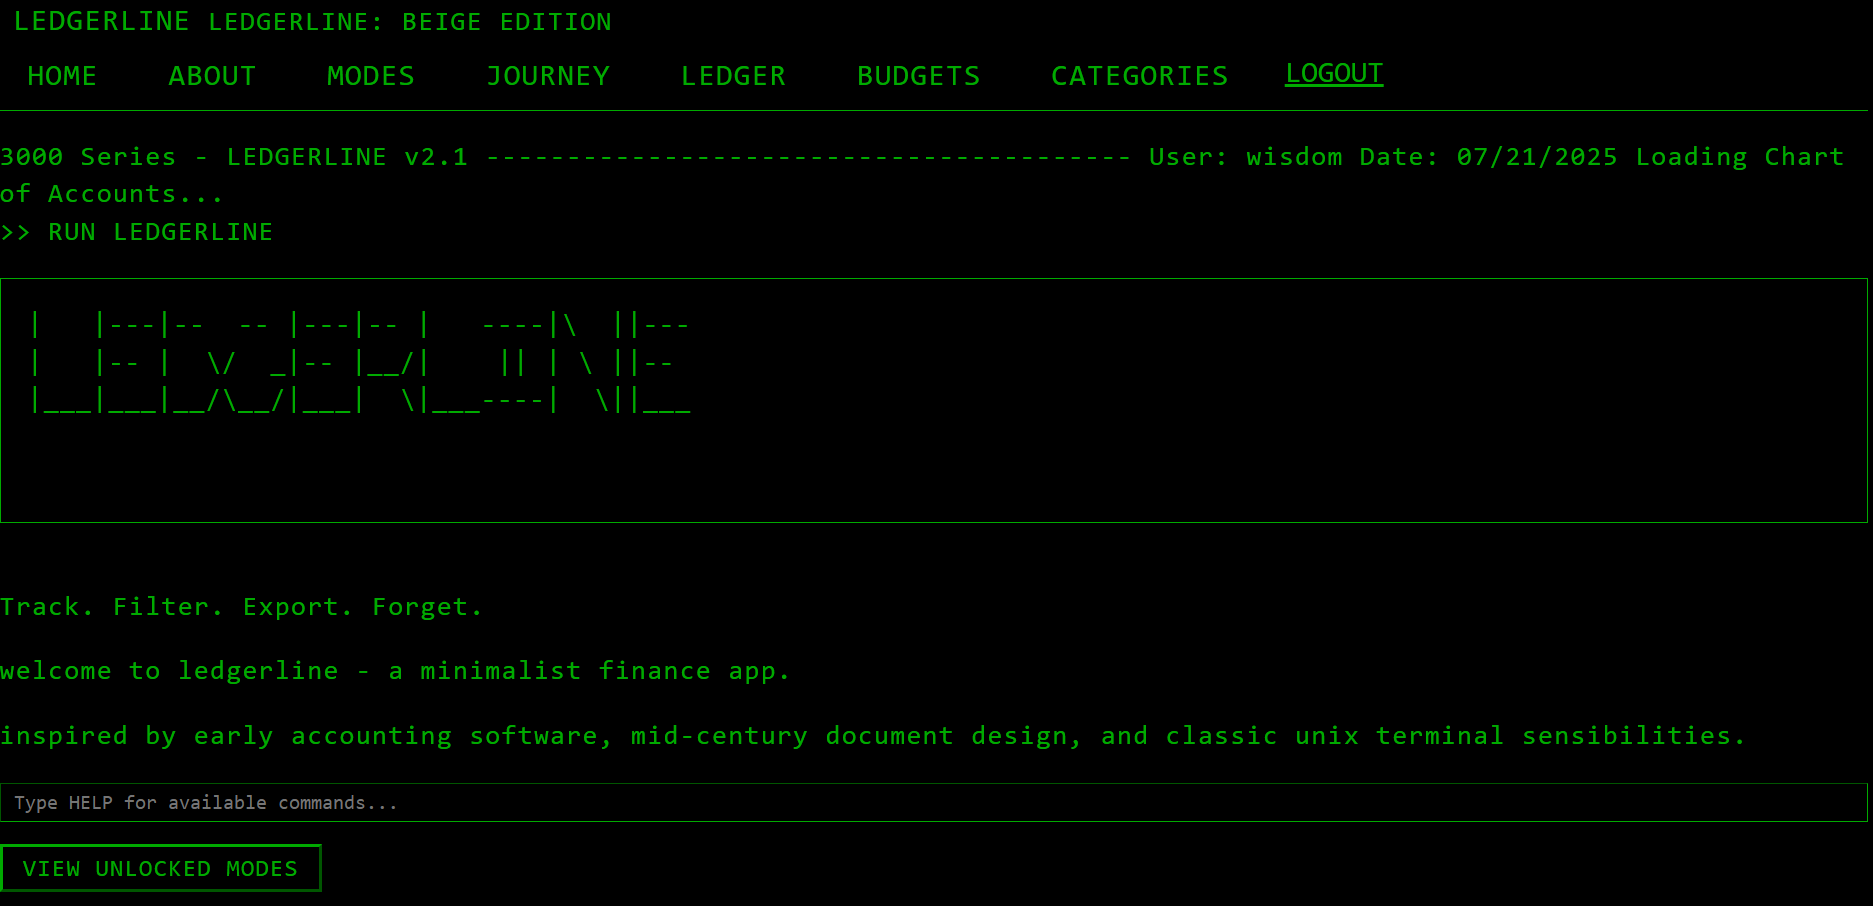 LEDGERLINE LEDGERLINE: BEIGE EDITION
HOME ABOUT MODES JOURNEY LEDGER BUDGETS CATEGORIES LOGOUT
3000 Series - LEDGERLINE v2.1 ---------------------------------------- User: wisdom Date: 07/21/2025 Loading Chart
of Accounts...
>> RUN LEDGERLINE
|   |---|--  -- |---|-- |   ----|\  ||---
|   |-- |  \/  _|-- |__/|    || | \ ||--
|___|___|__/\__/|___|  \|___----|  \||___
Track. Filter. Export. Forget.
welcome to ledgerline - a minimalist finance app.
inspired by early accounting software, mid-century document design, and classic unix terminal sensibilities.
Type HELP for available commands...
VIEW UNLOCKED MODES